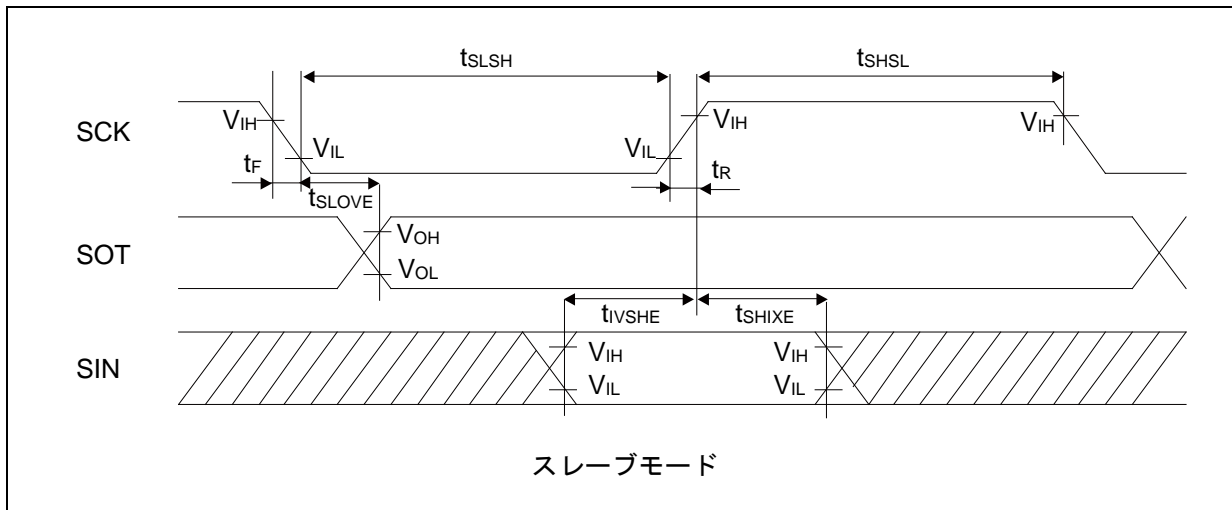 tSLSH tSHSL
SCK VIH VIL VIL VIH VIH
tF tSLOVE tR
SOT VOH VOL
tIVSHE tSHIXE
SIN VIH VIL VIH VIL
スレーブモード